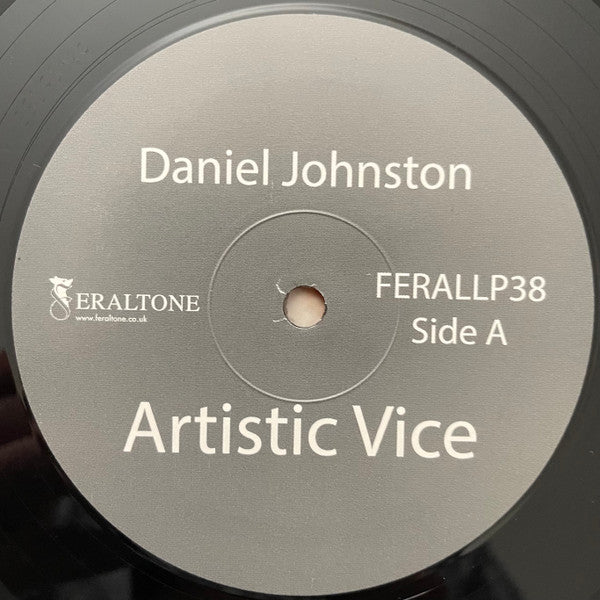 Daniel Johnston
FERALTONE
www.feraltone.co.uk
FERALLP38
Side A
Artistic Vice